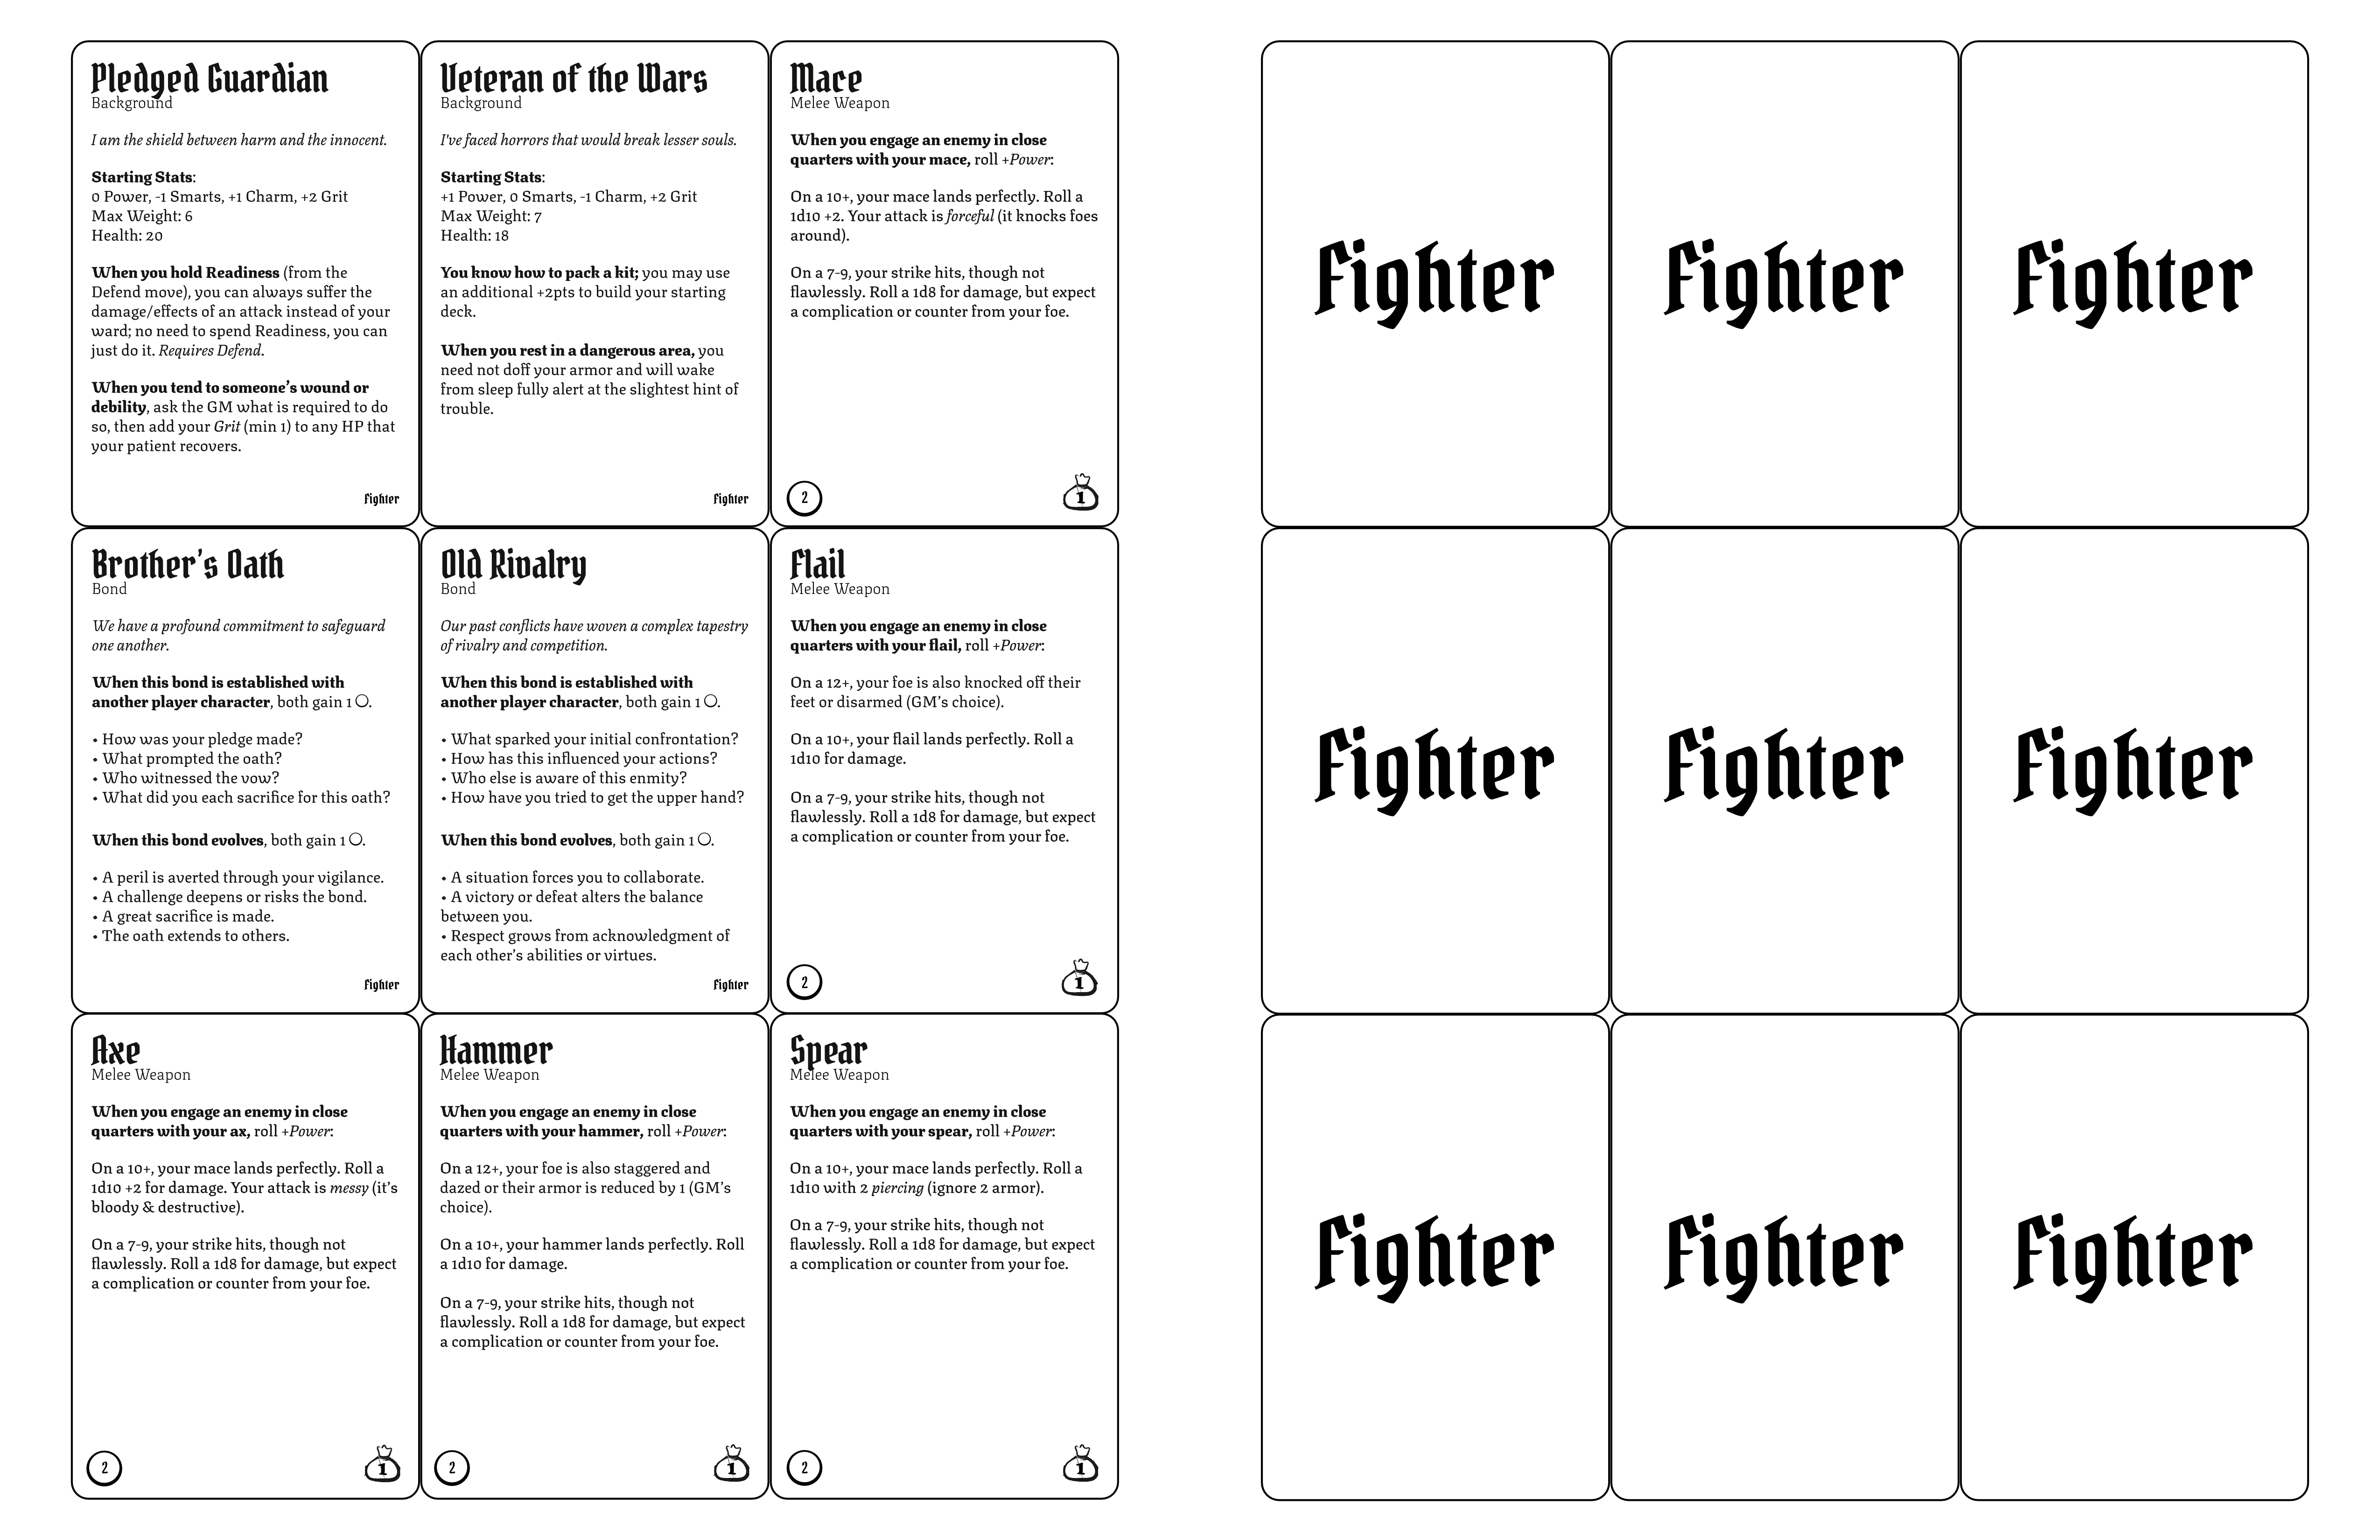 Pledged Guardian
Background
I am the shield between harm and the innocent.
Starting Stats:
0 Power, -1 Smarts, +1 Charm, +2 Grit
Max Weight: 6
Health: 20
When you hold Readiness (from the
Defend move), you can always suffer the
damage/effects of an attack instead of your
ward; no need to spend Readiness, you can
just do it. Requires Defend.
When you tend to someone’s wound or
debility, ask the GM what is required to do
so, then add your Grit (min 1) to any HP that
your patient recovers.
Fighter
Veteran of the Wars
Background
I've faced horrors that would break lesser souls.
Starting Stats:
+1 Power, 0 Smarts, -1 Charm, +2 Grit
Max Weight: 7
Health: 18
You know how to pack a kit; you may use
an additional +2pts to build your starting
deck.
When you rest in a dangerous area, you
need not doff your armor and will wake
from sleep fully alert at the slightest hint of
trouble.
Fighter
Mace
Melee Weapon
When you engage an enemy in close
quarters with your mace, roll +Power:
On a 10+, your mace lands perfectly. Roll a
1d10 +2. Your attack is forceful (it knocks foes
around).
On a 7-9, your strike hits, though not
flawlessly. Roll a 1d8 for damage, but expect
a complication or counter from your foe.
2
1
Brother’s Oath
Bond
We have a profound commitment to safeguard
one another.
When this bond is established with
another player character, both gain 1 ○.
• How was your pledge made?
• What prompted the oath?
• Who witnessed the vow?
• What did you each sacrifice for this oath?
When this bond evolves, both gain 1 ○.
• A peril is averted through your vigilance.
• A challenge deepens or risks the bond.
• A great sacrifice is made.
• The oath extends to others.
Fighter
Old Rivalry
Bond
Our past conflicts have woven a complex tapestry
of rivalry and competition.
When this bond is established with
another player character, both gain 1 ○.
• What sparked your initial confrontation?
• How has this influenced your actions?
• Who else is aware of this enmity?
• How have you tried to get the upper hand?
When this bond evolves, both gain 1 ○.
• A situation forces you to collaborate.
• A victory or defeat alters the balance
between you.
• Respect grows from acknowledgment of
each other’s abilities or virtues.
Fighter
Flail
Melee Weapon
When you engage an enemy in close
quarters with your flail, roll +Power:
On a 12+, your foe is also knocked off their
feet or disarmed (GM’s choice).
On a 10+, your flail lands perfectly. Roll a
1d10 for damage.
On a 7-9, your strike hits, though not
flawlessly. Roll a 1d8 for damage, but expect
a complication or counter from your foe.
2
1
Axe
Melee Weapon
When you engage an enemy in close
quarters with your ax, roll +Power:
On a 10+, your mace lands perfectly. Roll a
1d10 +2 for damage. Your attack is messy (it’s
bloody & destructive).
On a 7-9, your strike hits, though not
flawlessly. Roll a 1d8 for damage, but expect
a complication or counter from your foe.
2
1
Hammer
Melee Weapon
When you engage an enemy in close
quarters with your hammer, roll +Power:
On a 12+, your foe is also staggered and
dazed or their armor is reduced by 1 (GM’s
choice).
On a 10+, your hammer lands perfectly. Roll
a 1d10 for damage.
On a 7-9, your strike hits, though not
flawlessly. Roll a 1d8 for damage, but expect
a complication or counter from your foe.
2
1
Spear
Melee Weapon
When you engage an enemy in close
quarters with your spear, roll +Power:
On a 10+, your mace lands perfectly. Roll a
1d10 with 2 piercing (ignore 2 armor).
On a 7-9, your strike hits, though not
flawlessly. Roll a 1d8 for damage, but expect
a complication or counter from your foe.
2
1
Fighter
Fighter
Fighter
Fighter
Fighter
Fighter
Fighter
Fighter
Fighter